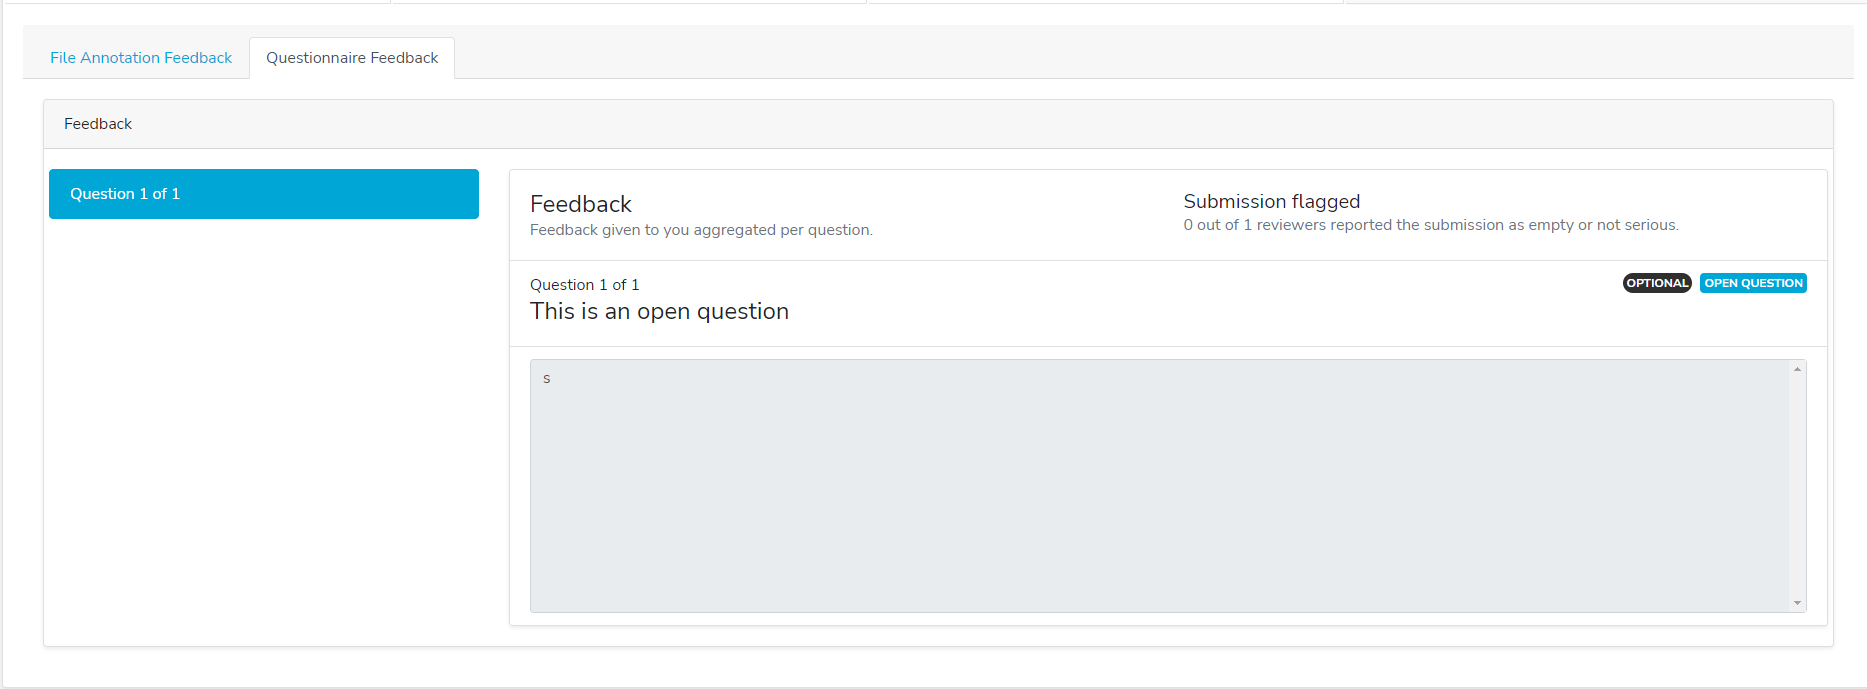 File Annotation Feedback
Questionnaire Feedback
Feedback
Question 1 of 1
Feedback
Feedback given to you aggregated per question.
Submission flagged
0 out of 1 reviewers reported the submission as empty or not serious.
Question 1 of 1
OPTIONAL
OPEN QUESTION
This is an open question
s